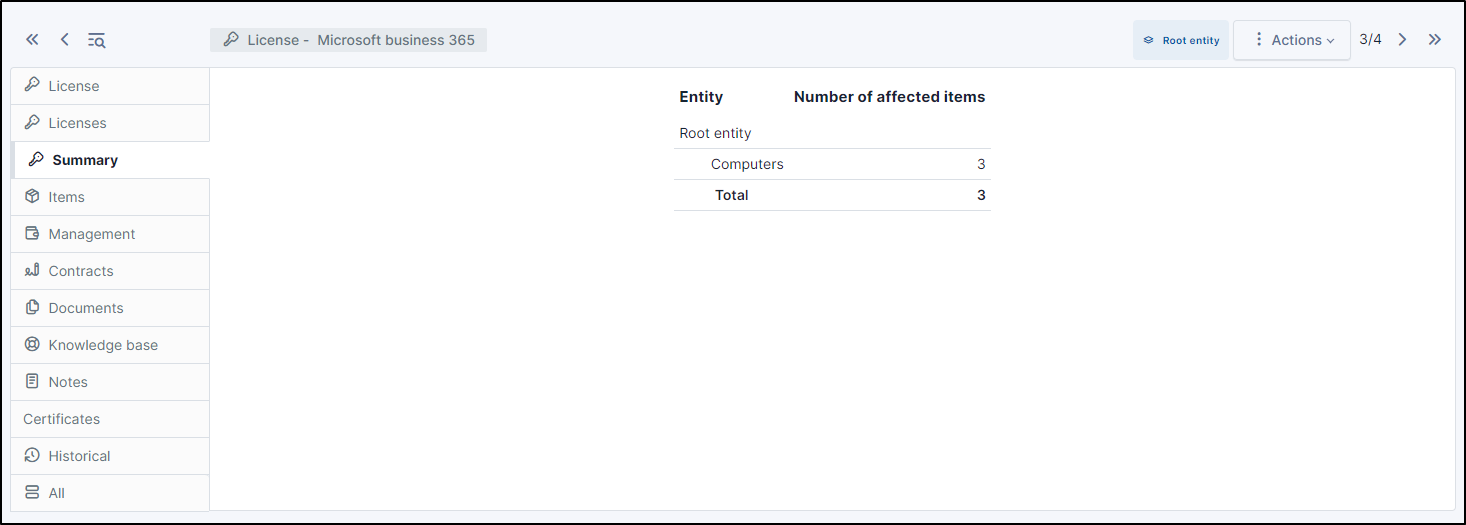 License - Microsoft business 365
Root entity
Actions
3/4
License
Licenses
Summary
Items
Management
Contracts
Documents
Knowledge base
Notes
Certificates
Historical
All
Entity Number of affected items
Root entity
Computers 3
Total 3